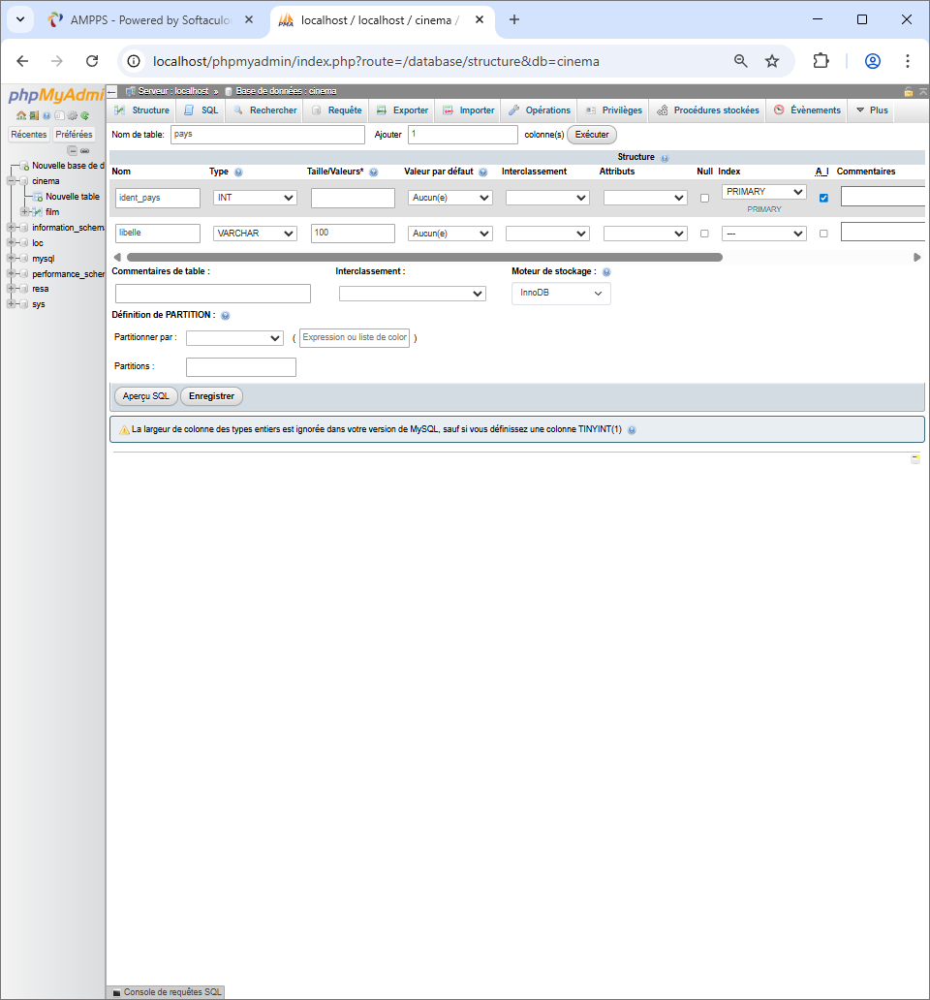 AMPPS - Powered by Softaculo
localhost / localhost / cinema /
localhost/phpmyadmin/index.php?route=/database/structure&db=cinema
phpMyAdmi
Récentes Préférées
Nouvelle base de d
cinema
Nouvelle table
film
information_schem
loc
mysql
performance_schem
resa
sys
Serveur : localhost » Base de données : cinema
Structure SQL Rechercher Requête Exporter Importer Opérations Privilèges Procédures stockées Évènements Plus
Nom de table: pays Ajouter 1 colonne(s) Exécuter
Structure
Nom Type Taille/Valeurs* Valeur par défaut Interclassement Attributs Null Index A_I Commentaires
ident_pays INT Aucun(e) PRIMARY
PRIMARY
libelle VARCHAR 100 Aucun(e) ---
Commentaires de table : Interclassement : Moteur de stockage :
InnoDB
Définition de PARTITION :
Partitionner par : ( Expression ou liste de color )
Partitions :
Aperçu SQL Enregistrer
La largeur de colonne des types entiers est ignorée dans votre version de MySQL, sauf si vous définissez une colonne TINYINT(1)
Console de requêtes SQL